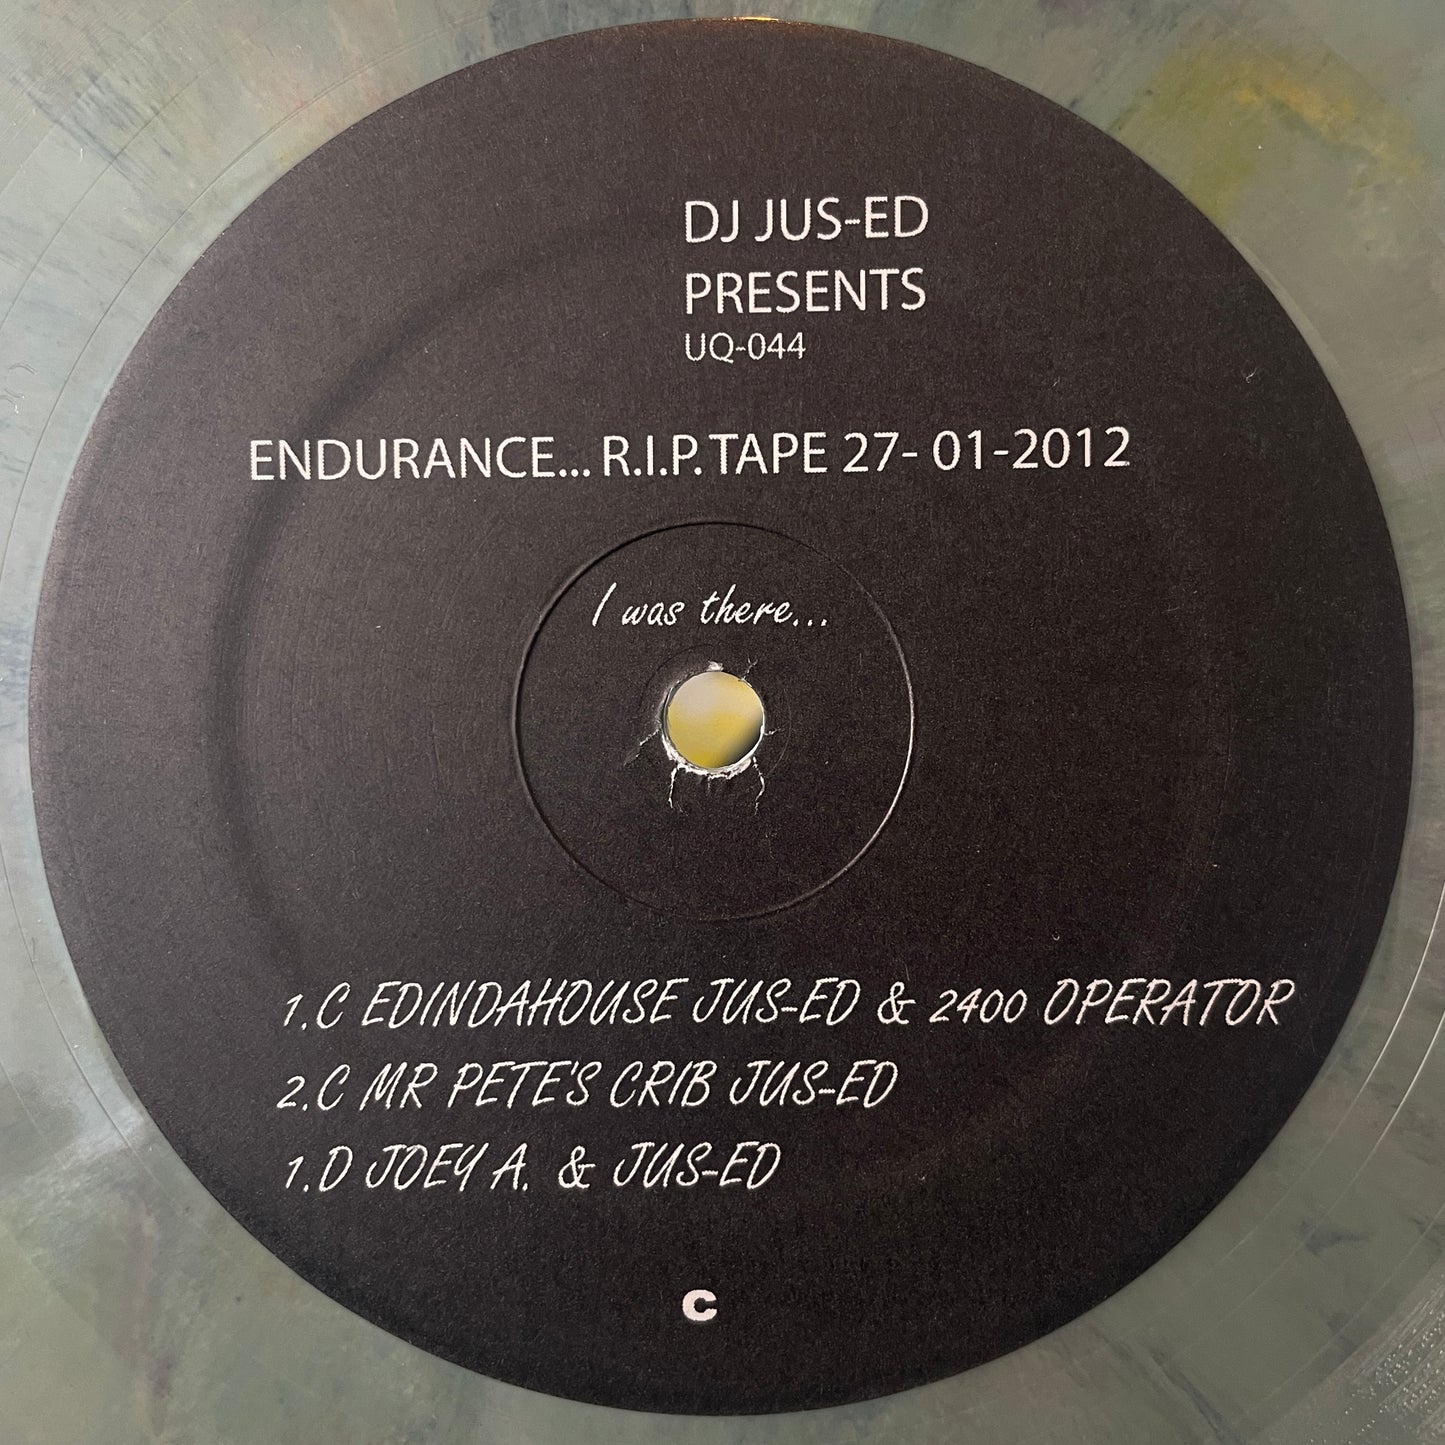 DJ JUS-ED
PRESENTS
UQ-044
ENDURANCE... R.I.P. TAPE 27- 01-2012
I was there...
1.C EDINDAHOUSE JUS-ED & 2400 OPERATOR
2.C MR PETE'S CRIB JUS-ED
1.D JOEY A. & JUS-ED
C